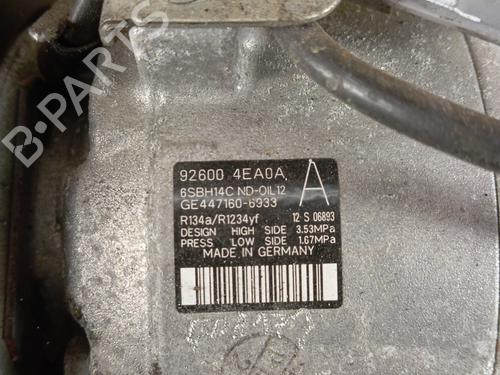 B-PARTS
92600 4EA0A
A
6SBH14C ND-OIL12
GE447160-6933
R134a/R1234yf 12 S 06893
DESIGN HIGH SIDE 3.53MPa
PRESS LOW SIDE 1.67MPa
MADE IN GERMANY